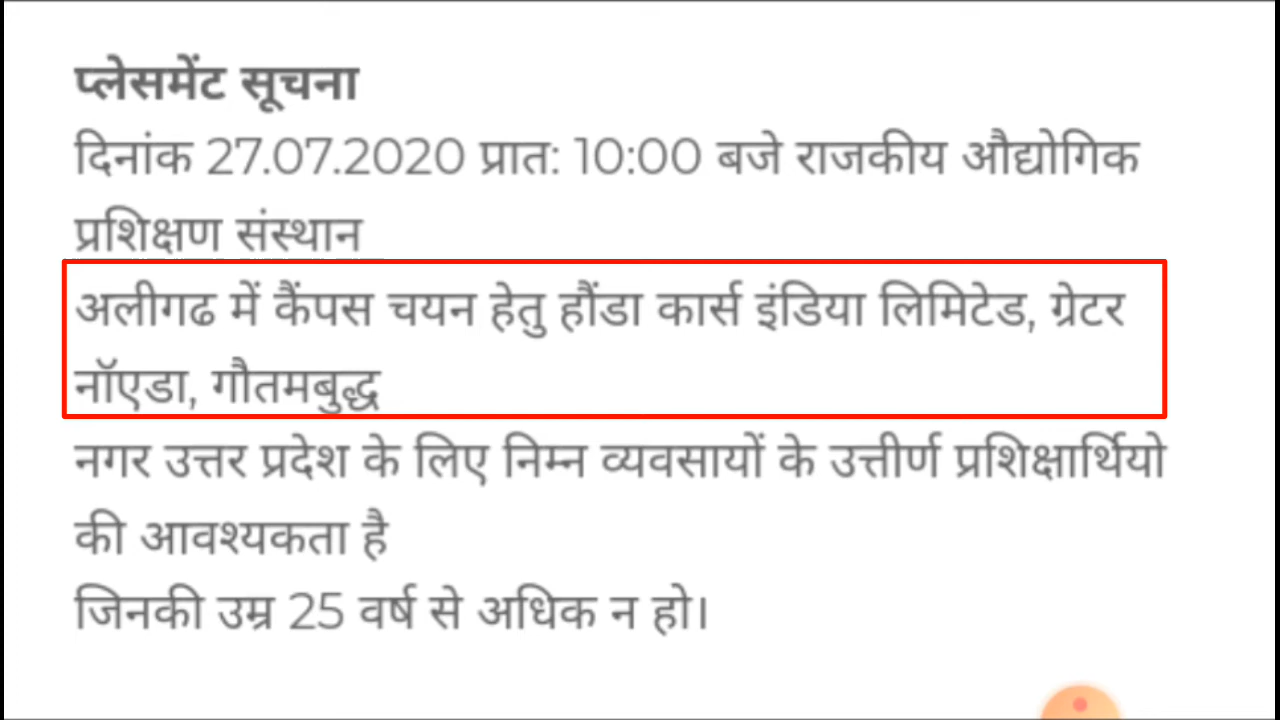 प्लेसमेंट सूचना
दिनांक 27.07.2020 प्रात: 10:00 बजे राजकीय औद्योगिक
प्रशिक्षण संस्थान
अलीगढ में कैंपस चयन हेतु हौंडा कार्स इंडिया लिमिटेड, ग्रेटर
नॉएडा, गौतमबुद्ध
नगर उत्तर प्रदेश के लिए निम्न व्यवसायों के उत्तीर्ण प्रशिक्षार्थियो
की आवश्यकता है
जिनकी उम्र 25 वर्ष से अधिक न हो।